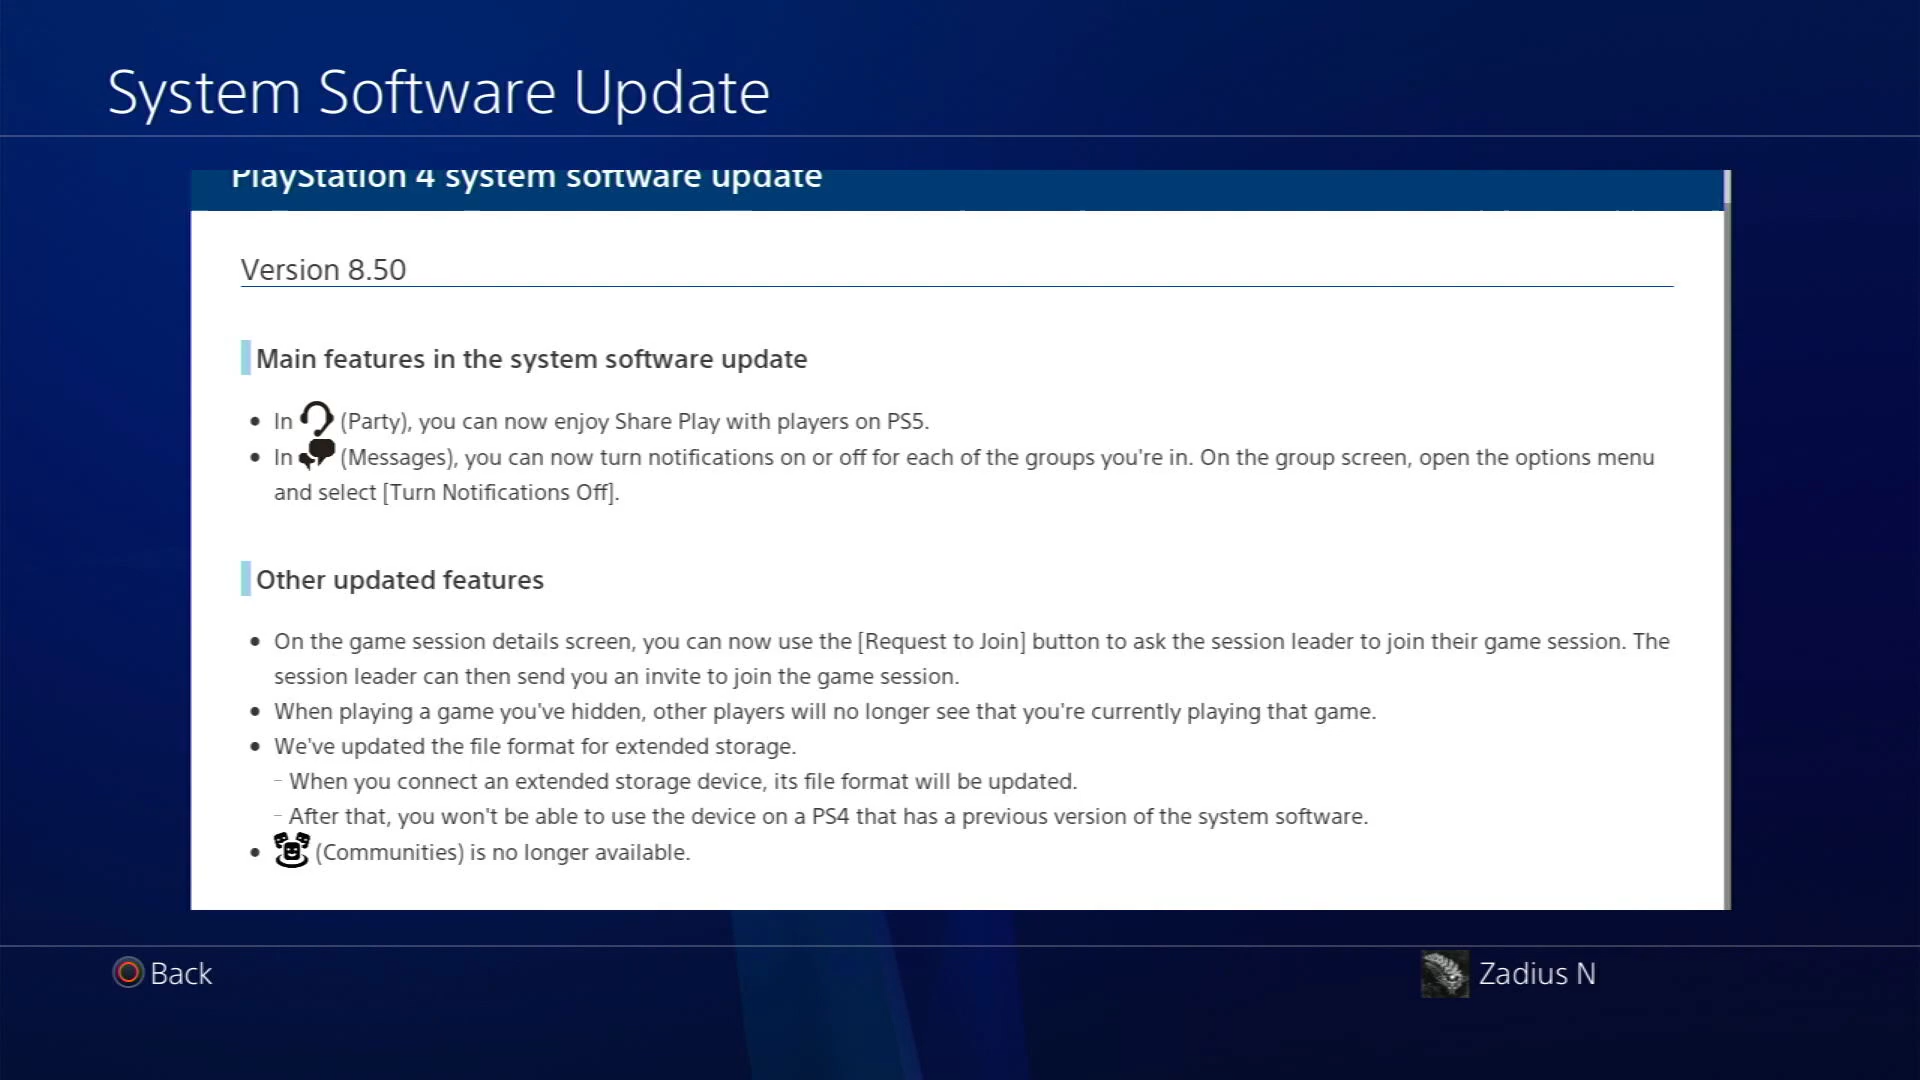 System Software Update
PlayStation 4 system software update
Version 8.50
Main features in the system software update
• In (Party), you can now enjoy Share Play with players on PS5.
• In (Messages), you can now turn notifications on or off for each of the groups you're in. On the group screen, open the options menu
and select [Turn Notifications Off].
Other updated features
• On the game session details screen, you can now use the [Request to Join] button to ask the session leader to join their game session. The
session leader can then send you an invite to join the game session.
• When playing a game you've hidden, other players will no longer see that you're currently playing that game.
• We've updated the file format for extended storage.
- When you connect an extended storage device, its file format will be updated.
- After that, you won't be able to use the device on a PS4 that has a previous version of the system software.
• (Communities) is no longer available.
Back
Zadius N